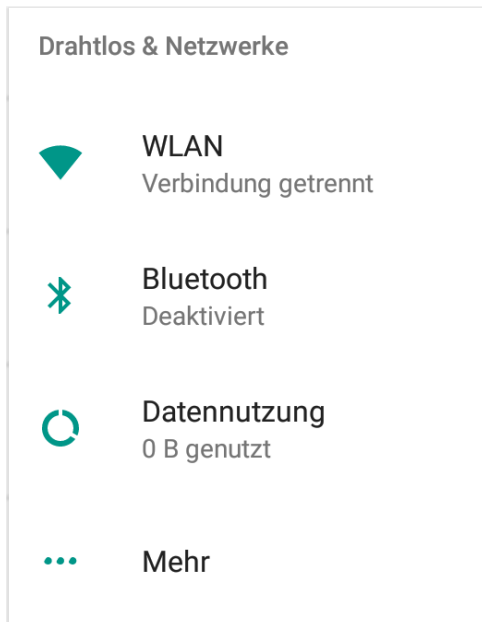 Drahtlos & Netzwerke
WLAN
Verbindung getrennt
Bluetooth
Deaktiviert
Datennutzung
0 B genutzt
Mehr